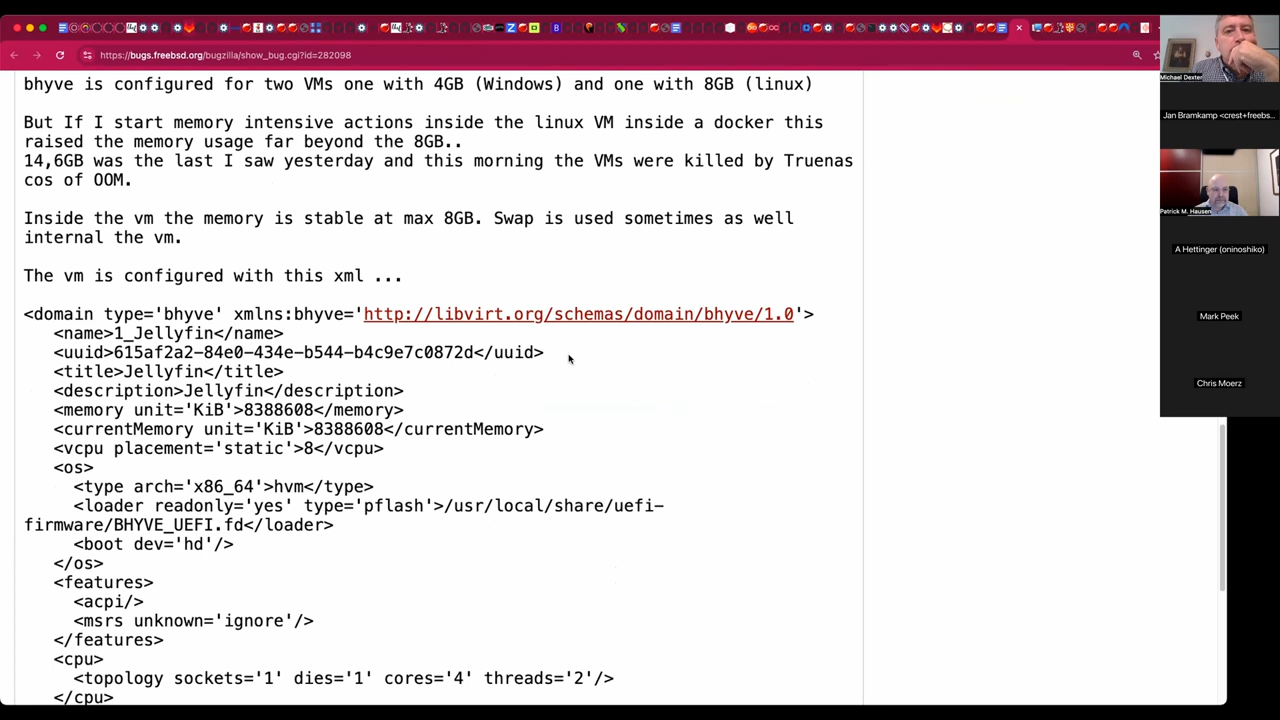 https://bugs.freebsd.org/bugzilla/show_bug.cgi?id=282098
bhyve is configured for two VMs one with 4GB (Windows) and one with 8GB (linux)
But If I start memory intensive actions inside the linux VM inside a docker this
raised the memory usage far beyond the 8GB..
14,6GB was the last I saw yesterday and this morning the VMs were killed by Truenas
cos of OOM.
Inside the vm the memory is stable at max 8GB. Swap is used sometimes as well
internal the vm.
The vm is configured with this xml ...
<domain type='bhyve' xmlns:bhyve='http://libvirt.org/schemas/domain/bhyve/1.0'>
<name>1_Jellyfin</name>
<uuid>615af2a2-84e0-434e-b544-b4c9e7c0872d</uuid>
<title>Jellyfin</title>
<description>Jellyfin</description>
<memory unit='KiB'>8388608</memory>
<currentMemory unit='KiB'>8388608</currentMemory>
<vcpu placement='static'>8</vcpu>
<os>
<type arch='x86_64'>hvm</type>
<loader readonly='yes' type='pflash'>/usr/local/share/uefi-
firmware/BHYVE_UEFI.fd</loader>
<boot dev='hd'/>
</os>
<features>
<acpi/>
<msrs unknown='ignore'/>
</features>
<cpu>
<topology sockets='1' dies='1' cores='4' threads='2'/>
</cpu>
Michael Dexter
Jan Bramkamp <crest+freebs...
Patrick M. Hausen
A Hettinger (oninoshiko)
Mark Peek
Chris Moerz